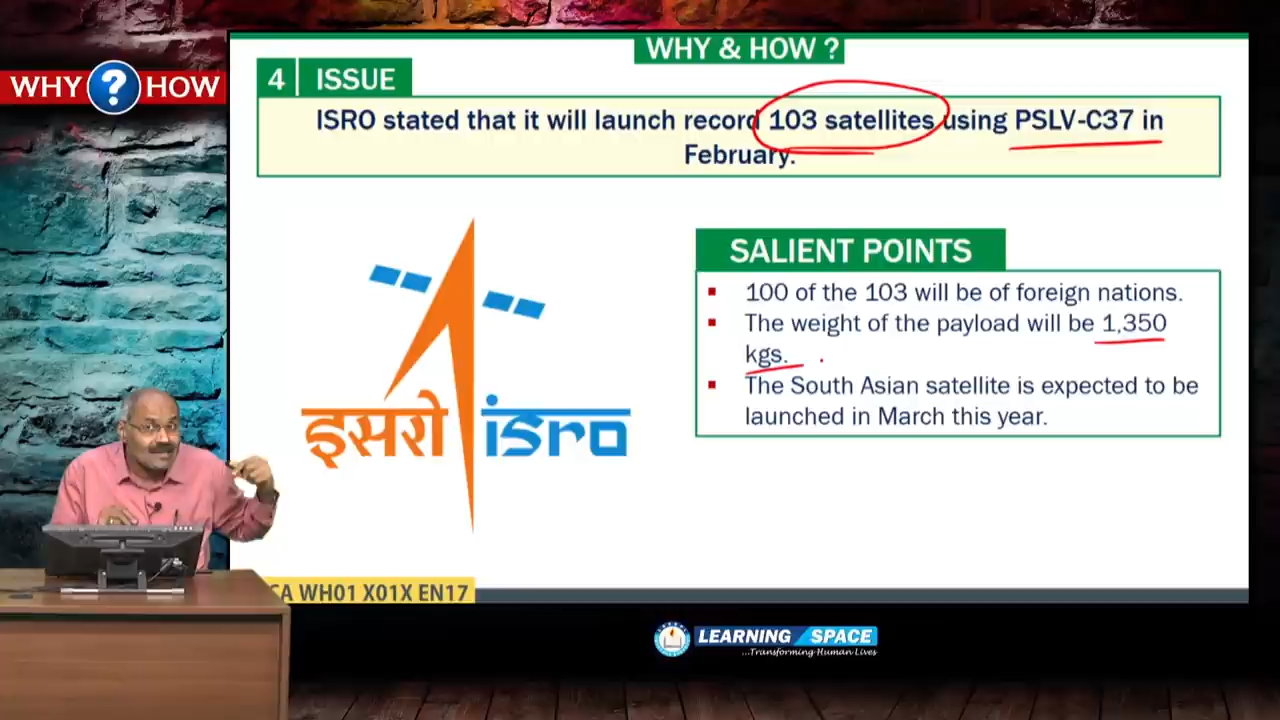 WHY & HOW ?
WHY ? HOW
4 ISSUE
ISRO stated that it will launch record 103 satellites using PSLV-C37 in
February.
SALIENT POINTS
100 of the 103 will be of foreign nations.
The weight of the payload will be 1,350
kgs.
The South Asian satellite is expected to be
launched in March this year.
इसरो isro
CA WH01 X01X EN17
LEARNING SPACE
...Transforming Human Lives